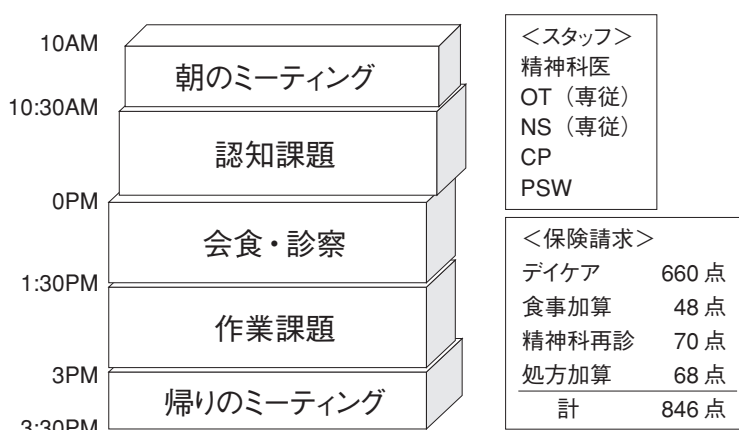 10AM
朝のミーティング
10:30AM
認知課題
0PM
会食・診察
1:30PM
作業課題
3PM
帰りのミーティング
3:30PM
＜スタッフ＞
精神科医
OT（専従）
NS（専従）
CP
PSW
＜保険請求＞
デイケア 660 点
食事加算 48 点
精神科再診 70 点
処方加算 68 点
計 846 点